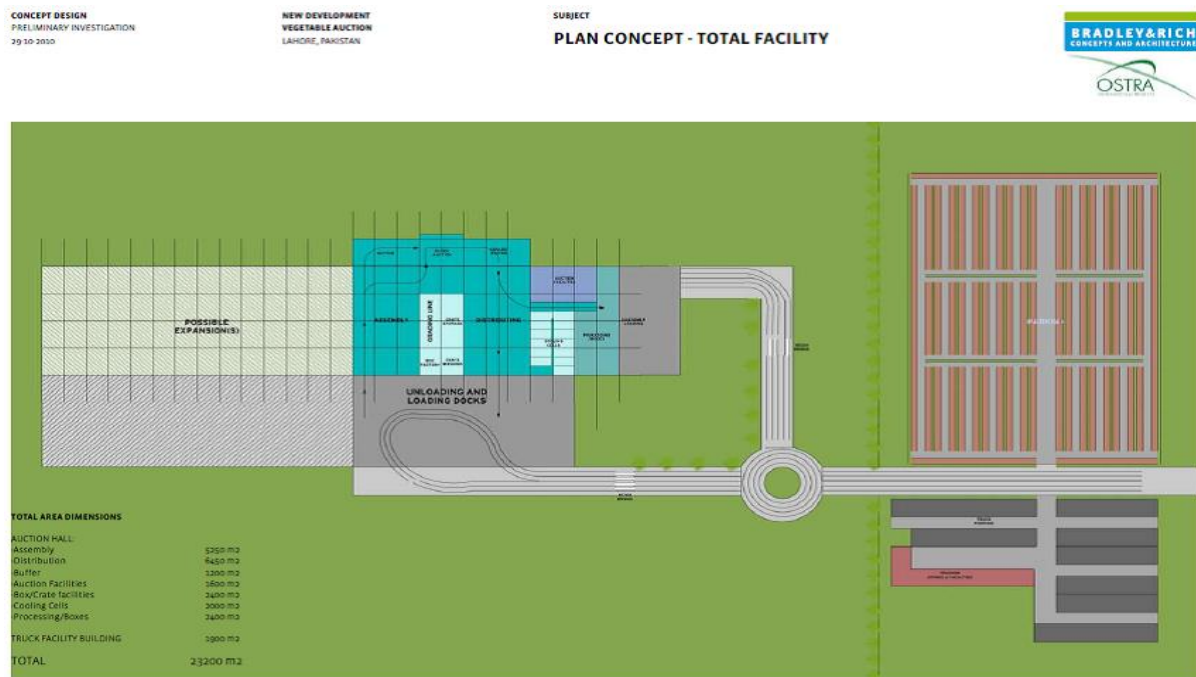 CONCEPT DESIGN
PRELIMINARY INVESTIGATION
29-10-2010
NEW DEVELOPMENT
VEGETABLE AUCTION
LAHORE, PAKISTAN
SUBJECT
PLAN CONCEPT - TOTAL FACILITY
BRADLEY&RICH
CONCEPTS AND ARCHITECTURE
OSTRA
POSSIBLE
EXPANSION(S)
ASSEMBLY
GRADING LINE
DISTRIBUTING
UNLOADING AND
LOADING DOCKS
TOTAL AREA DIMENSIONS
AUCTION HALL:
-Assembly 5250 m2
-Distribution 6450 m2
-Buffer 1200 m2
-Auction Facilities 1600 m2
-Box/Crate facilities 2400 m2
-Cooling Cells 2000 m2
-Processing/Boxes 2400 m2
TRUCK FACILITY BUILDING 1900 m2
TOTAL 23200 m2